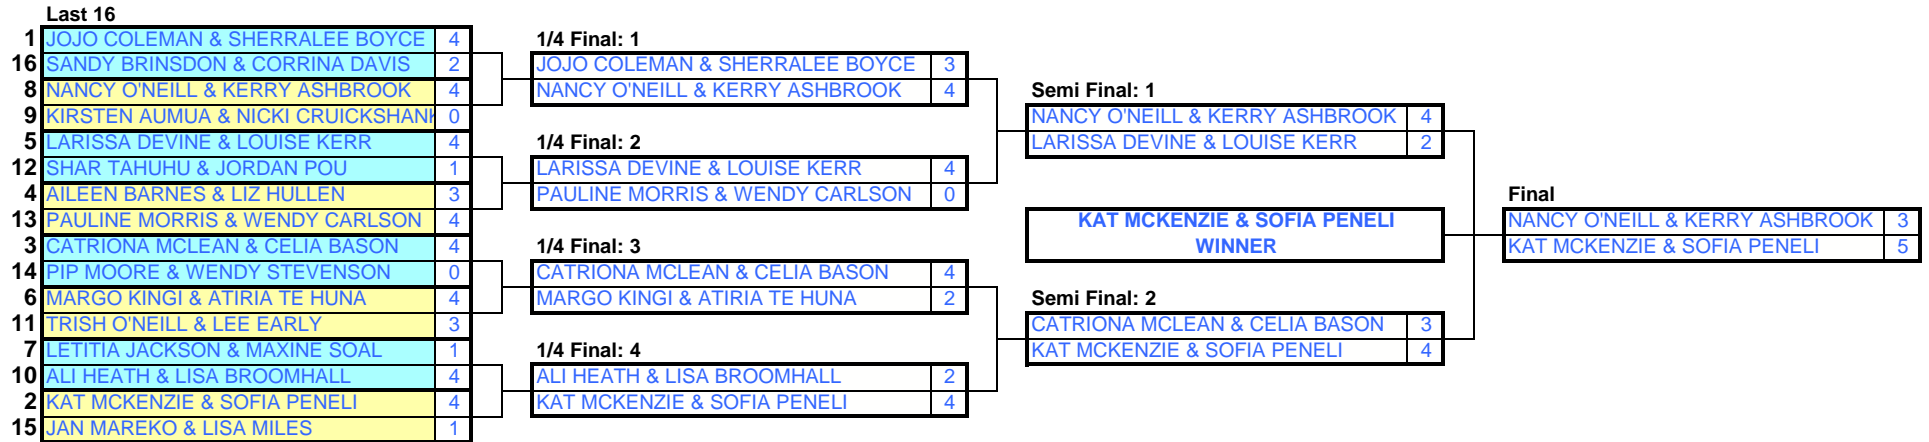 Last 16
1 JOJO COLEMAN & SHERRALEE BOYCE 4
16 SANDY BRINSDON & CORRINA DAVIS 2
8 NANCY O'NEILL & KERRY ASHBROOK 4
9 KIRSTEN AUMUA & NICKI CRUICKSHANK 0
5 LARISSA DEVINE & LOUISE KERR 4
12 SHAR TAHUHU & JORDAN POU 1
4 AILEEN BARNES & LIZ HULLEN 3
13 PAULINE MORRIS & WENDY CARLSON 4
3 CATRIONA MCLEAN & CELIA BASON 4
14 PIP MOORE & WENDY STEVENSON 0
6 MARGO KINGI & ATIRIA TE HUNA 4
11 TRISH O'NEILL & LEE EARLY 3
7 LETITIA JACKSON & MAXINE SOAL 1
10 ALI HEATH & LISA BROOMHALL 4
2 KAT MCKENZIE & SOFIA PENELI 4
15 JAN MAREKO & LISA MILES 1
1/4 Final: 1
JOJO COLEMAN & SHERRALEE BOYCE 3
NANCY O'NEILL & KERRY ASHBROOK 4
1/4 Final: 2
LARISSA DEVINE & LOUISE KERR 4
PAULINE MORRIS & WENDY CARLSON 0
1/4 Final: 3
CATRIONA MCLEAN & CELIA BASON 4
MARGO KINGI & ATIRIA TE HUNA 2
1/4 Final: 4
ALI HEATH & LISA BROOMHALL 2
KAT MCKENZIE & SOFIA PENELI 4
Semi Final: 1
NANCY O'NEILL & KERRY ASHBROOK 4
LARISSA DEVINE & LOUISE KERR 2
KAT MCKENZIE & SOFIA PENELI
WINNER
Semi Final: 2
CATRIONA MCLEAN & CELIA BASON 3
KAT MCKENZIE & SOFIA PENELI 4
Final
NANCY O'NEILL & KERRY ASHBROOK 3
KAT MCKENZIE & SOFIA PENELI 5